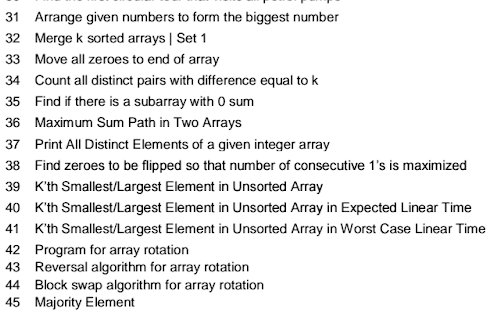 31 Arrange given numbers to form the biggest number
32 Merge k sorted arrays | Set 1
33 Move all zeroes to end of array
34 Count all distinct pairs with difference equal to k
35 Find if there is a subarray with 0 sum
36 Maximum Sum Path in Two Arrays
37 Print All Distinct Elements of a given integer array
38 Find zeroes to be flipped so that number of consecutive 1's is maximized
39 K'th Smallest/Largest Element in Unsorted Array
40 K'th Smallest/Largest Element in Unsorted Array in Expected Linear Time
41 K'th Smallest/Largest Element in Unsorted Array in Worst Case Linear Time
42 Program for array rotation
43 Reversal algorithm for array rotation
44 Block swap algorithm for array rotation
45 Majority Element